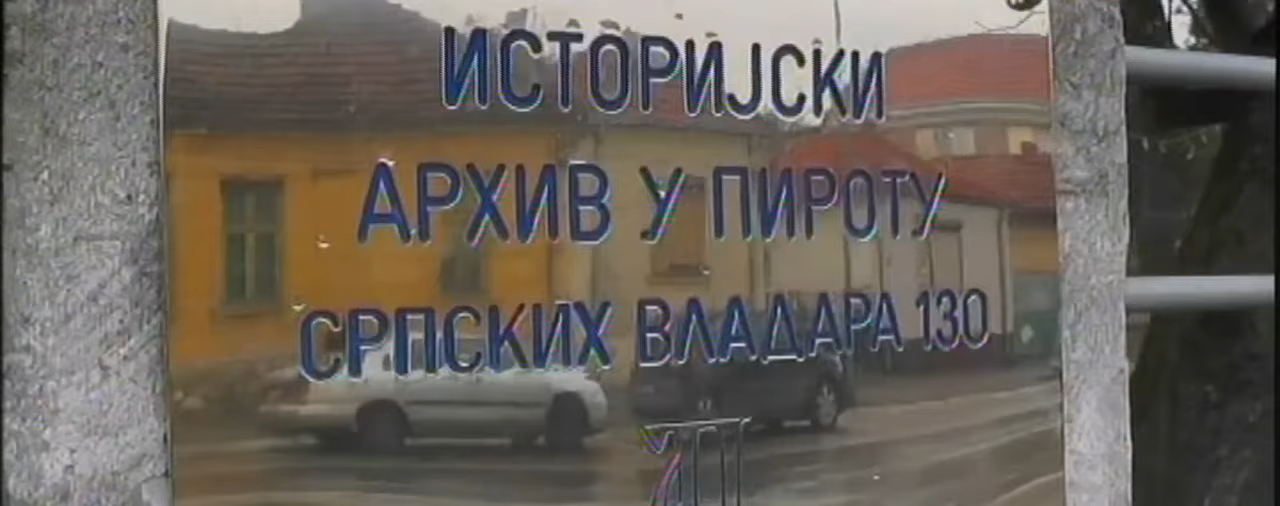 ИСТОРИЈСКИ
АРХИВ У ПИРОТУ
СРПСКИХ ВЛАДАРА 130